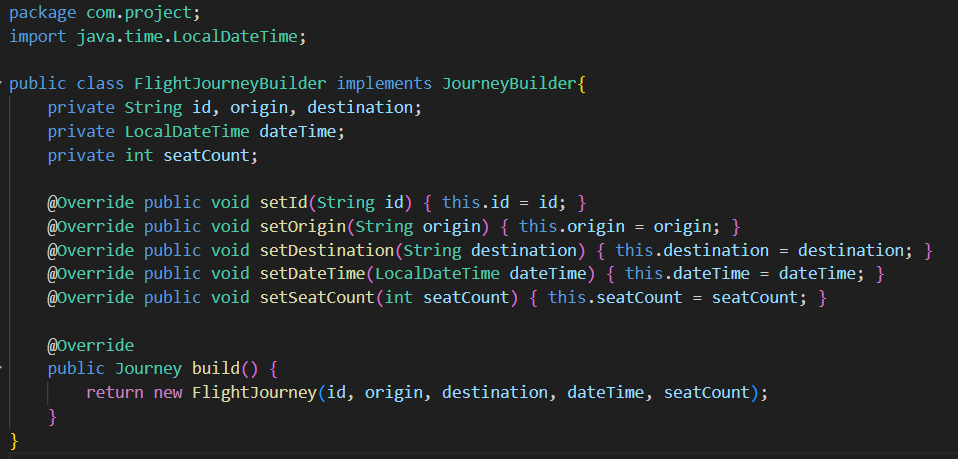 package com.project;
import java.time.LocalDateTime;
public class FlightJourneyBuilder implements JourneyBuilder{
private String id, origin, destination;
private LocalDateTime dateTime;
private int seatCount;
@Override public void setId(String id) { this.id = id; }
@Override public void setOrigin(String origin) { this.origin = origin; }
@Override public void setDestination(String destination) { this.destination = destination; }
@Override public void setDateTime(LocalDateTime dateTime) { this.dateTime = dateTime; }
@Override public void setSeatCount(int seatCount) { this.seatCount = seatCount; }
@Override
public Journey build() {
return new FlightJourney(id, origin, destination, dateTime, seatCount);
}
}